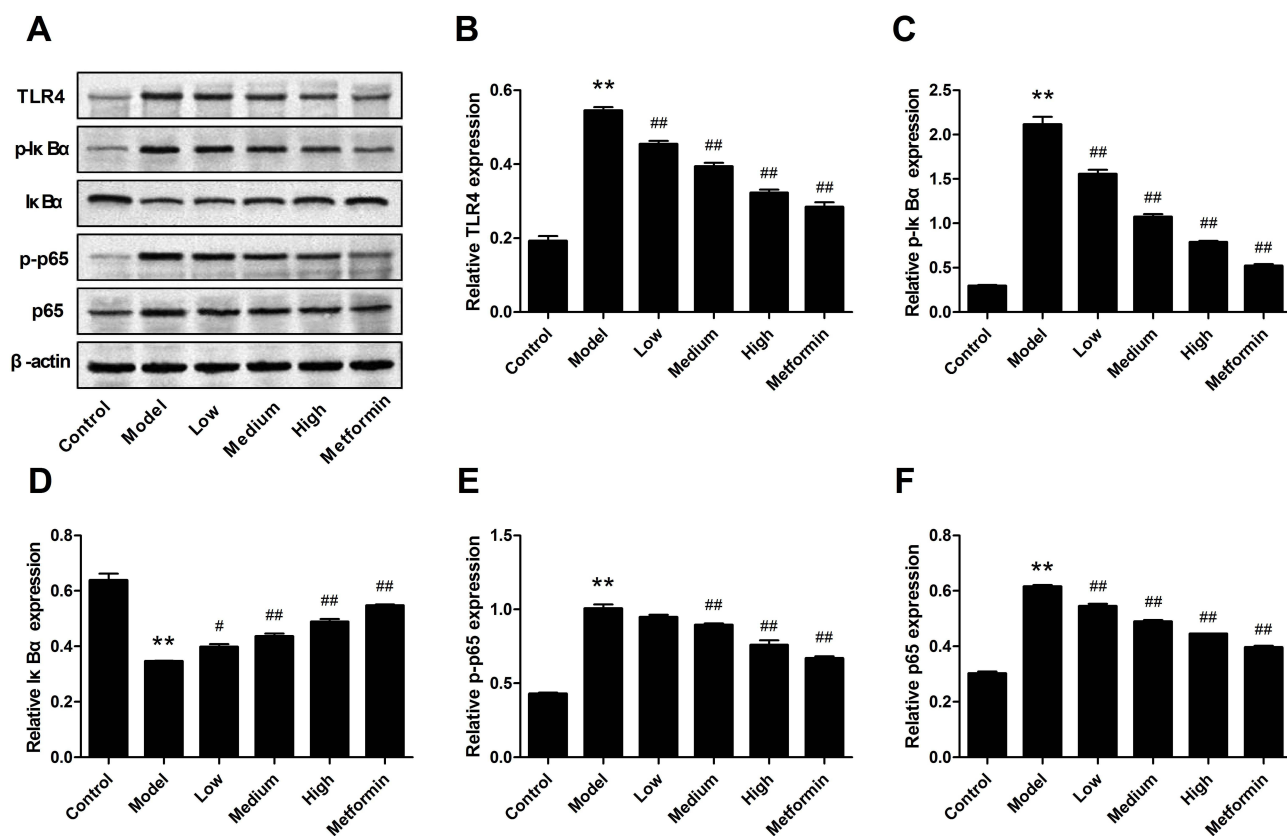 A
TLR4
p-Iκ Bα
Iκ Bα
p-p65
p65
β -actin
Control
Model
Low
Medium
High
Metformin
B
Relative TLR4 expression
0.6
0.4
0.2
0.0
**
##
##
##
##
Control
Model
Low
Medium
High
Metformin
C
Relative p-Iκ Bα expression
2.5
2.0
1.5
1.0
0.5
0.0
**
##
##
##
##
Control
Model
Low
Medium
High
Metformin
D
Relative Iκ Bα expression
0.8
0.6
0.4
0.2
0.0
**
#
##
##
##
Control
Model
Low
Medium
High
Metformin
E
Relative p-p65 expression
1.5
1.0
0.5
0.0
**
##
##
##
Control
Model
Low
Medium
High
Metformin
F
Relative p65 expression
0.8
0.6
0.4
0.2
0.0
**
##
##
##
##
Control
Model
Low
Medium
High
Metformin